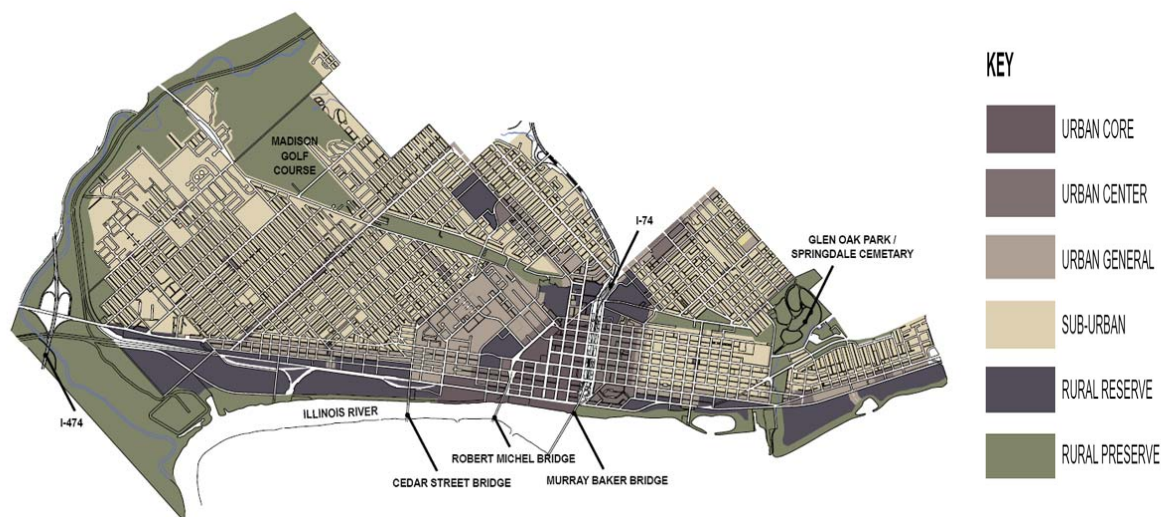 KEY
URBAN CORE
URBAN CENTER
URBAN GENERAL
SUB-URBAN
RURAL RESERVE
RURAL PRESERVE
MADISON
GOLF
COURSE
I-74
GLEN OAK PARK /
SPRINGDALE CEMETARY
I-474
ILLINOIS RIVER
ROBERT MICHEL BRIDGE
CEDAR STREET BRIDGE
MURRAY BAKER BRIDGE